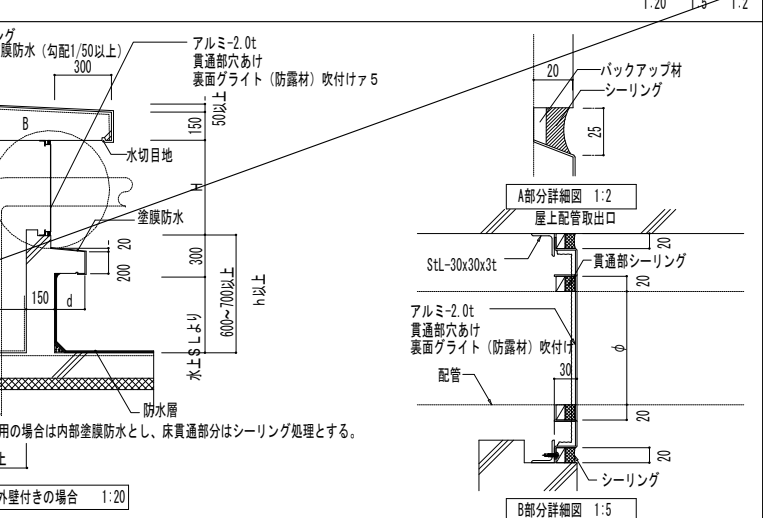 1:20 1:5 1:2
ング
膜防水（勾配1/50以上）
300
アルミ-2.0t
貫通部穴あけ
裏面グライト（防露材）吹付けァ５
B
150
50以上
水切目地
H
塗膜防水
20
200
300
600~700以上
h以上
水上ＳＬより
150
d
防水層
用の場合は内部塗膜防水とし、床貫通部分はシーリング処理とする。
上
外壁付きの場合 1:20
20
バックアップ材
シーリング
25
A部分詳細図 1:2
屋上配管取出口
StL-30x30x3t
20
貫通部シーリング
20
アルミ-2.0t
貫通部穴あけ
裏面グライト（防露材）吹付け
φ
30
配管
20
20
シーリング
B部分詳細図 1:5